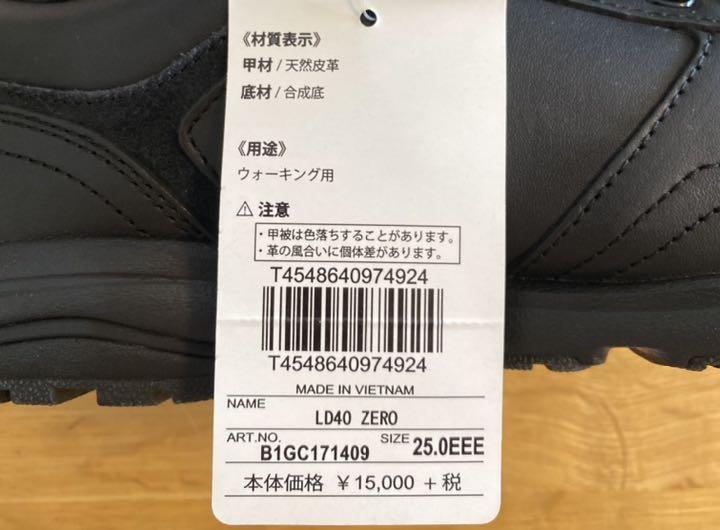 《材質表示》
甲材 / 天然皮革
底材 / 合成底
《用途》
ウォーキング用
⚠ 注意
・甲被は色落ちすることがあります。
・革の風合いに個体差があります。
T4548640974924
T4548640974924
MADE IN VIETNAM
NAME LD40 ZERO
ART.NO. B1GC171409 SIZE 25.0EEE
本体価格 ¥15,000 + 税